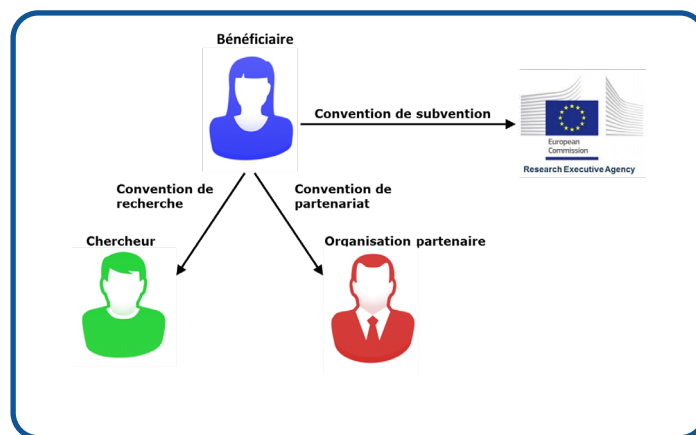 Bénéficiaire
Convention de subvention
European
Commission
Research Executive Agency
Convention de
recherche
Convention de
partenariat
Chercheur
Organisation partenaire